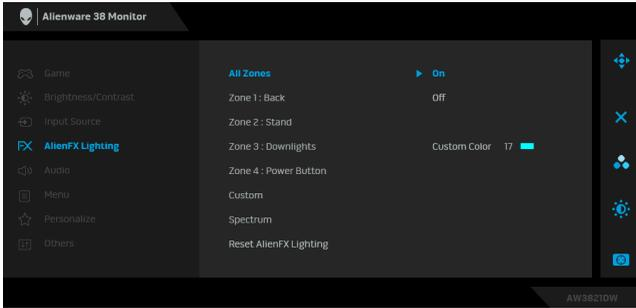 Alienware 38 Monitor
Game
Brightness/Contrast
Input Source
AlienFX Lighting
Audio
Menu
Personalize
Others
All Zones
On
Zone 1 : Back
Off
Zone 2 : Stand
Zone 3 : Downlights
Custom Color 17
Zone 4 : Power Button
Custom
Spectrum
Reset AlienFX Lighting
AW3821DW